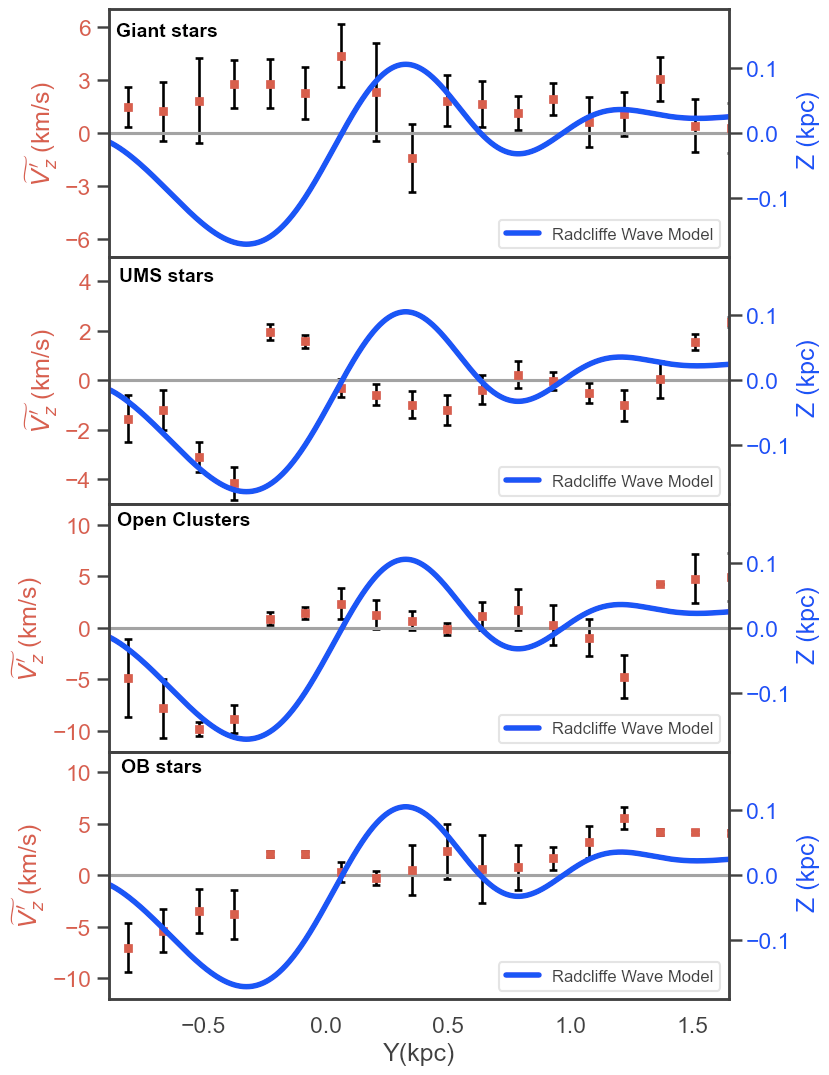 Giant stars
6
3
0
−3
−6
Ṽ′z (km/s)
0.1
0.0
−0.1
Z (kpc)
Radcliffe Wave Model
UMS stars
4
2
0
−2
−4
Ṽ′z (km/s)
0.1
0.0
−0.1
Z (kpc)
Radcliffe Wave Model
Open Clusters
10
5
0
−5
−10
Ṽ′z (km/s)
0.1
0.0
−0.1
Z (kpc)
Radcliffe Wave Model
OB stars
10
5
0
−5
−10
Ṽ′z (km/s)
0.1
0.0
−0.1
Z (kpc)
Radcliffe Wave Model
−0.5 0.0 0.5 1.0 1.5
Y(kpc)